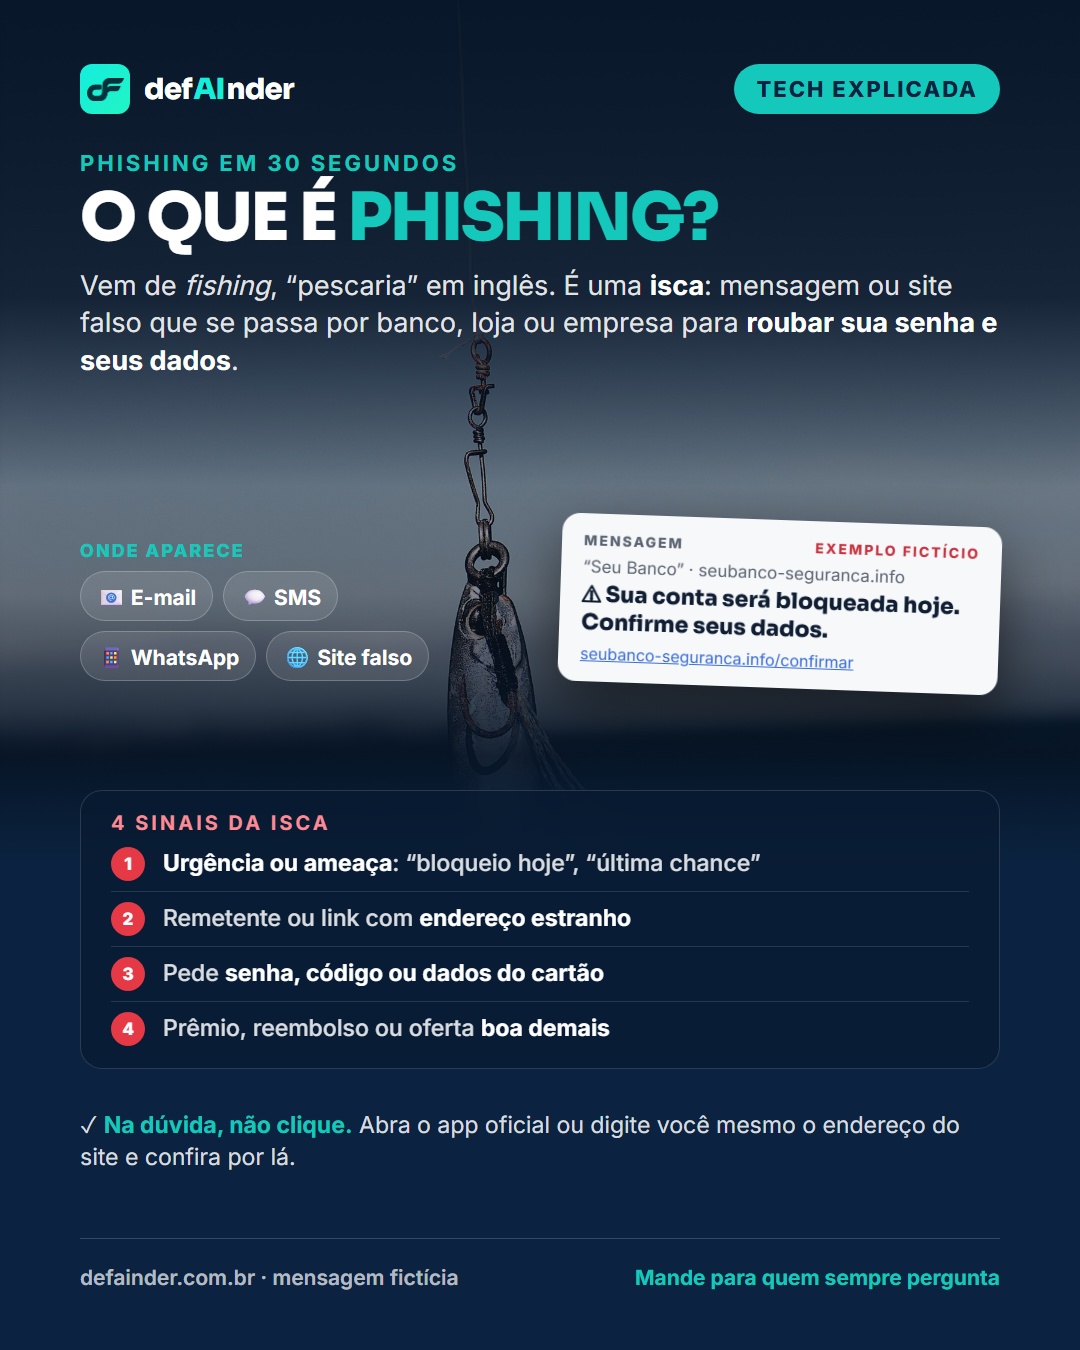 defAInder
TECH EXPLICADA
PHISHING EM 30 SEGUNDOS
O QUE É PHISHING?
Vem de fishing, “pescaria” em inglês. É uma isca: mensagem ou site
falso que se passa por banco, loja ou empresa para roubar sua senha e
seus dados.
ONDE APARECE
E-mail
SMS
WhatsApp
Site falso
MENSAGEM
EXEMPLO FICTÍCIO
“Seu Banco” · seubanco-seguranca.info
⚠ Sua conta será bloqueada hoje.
Confirme seus dados.
seubanco-seguranca.info/confirmar
4 SINAIS DA ISCA
1 Urgência ou ameaça: “bloqueio hoje”, “última chance”
2 Remetente ou link com endereço estranho
3 Pede senha, código ou dados do cartão
4 Prêmio, reembolso ou oferta boa demais
✓ Na dúvida, não clique. Abra o app oficial ou digite você mesmo o endereço do
site e confira por lá.
defainder.com.br · mensagem fictícia
Mande para quem sempre pergunta